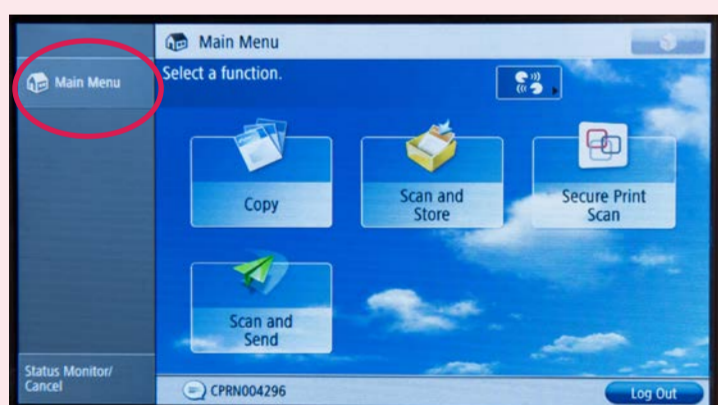 Main Menu
Main Menu
Select a function.
Copy
Scan and
Store
Secure Print
Scan
Scan and
Send
Status Monitor/
Cancel
CPRN004296
Log Out